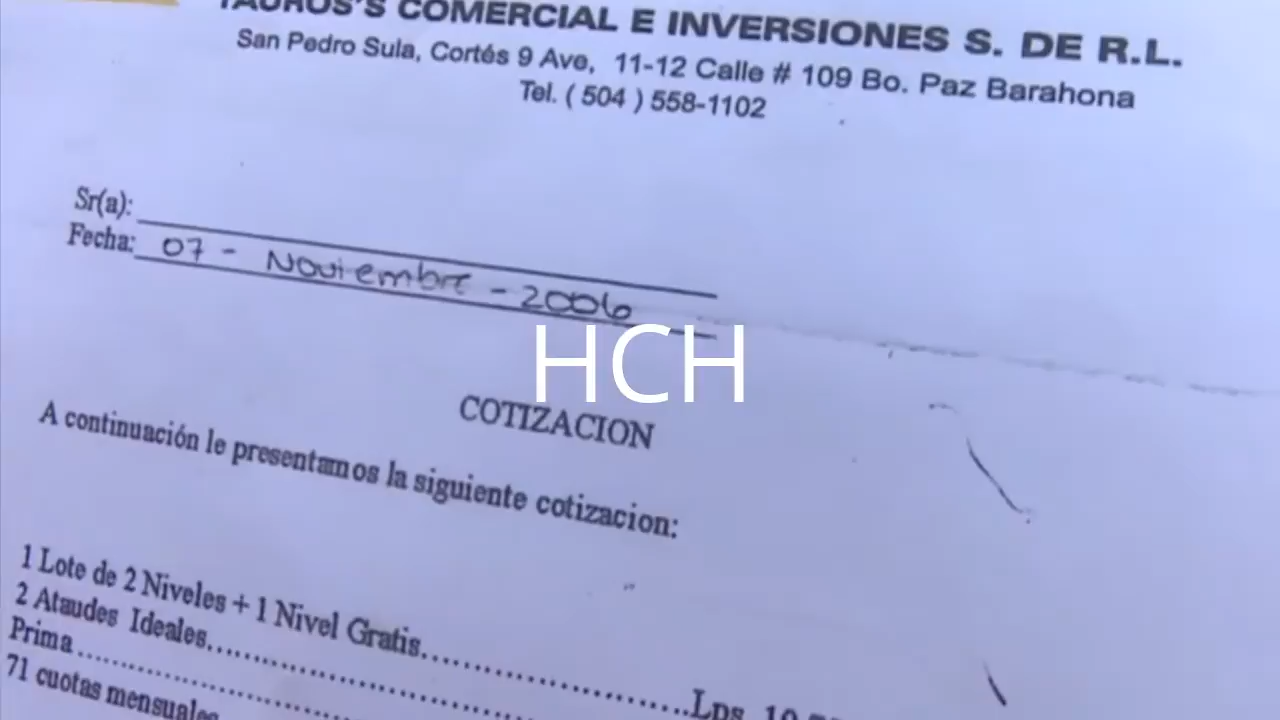 TAUROS'S COMERCIAL E INVERSIONES S. DE R.L.
San Pedro Sula, Cortés 9 Ave, 11-12 Calle # 109 Bo. Paz Barahona
Tel. ( 504 ) 558-1102
Sr(a):
Fecha: 07 - Noviembre - 2006
HCH
COTIZACION
A continuación le presentamos la siguiente cotizacion:
1 Lote de 2 Niveles + 1 Nivel Gratis.........................Lps.
2 Ataudes Ideales.........................
Prima.........................
71 cuotas mensuales